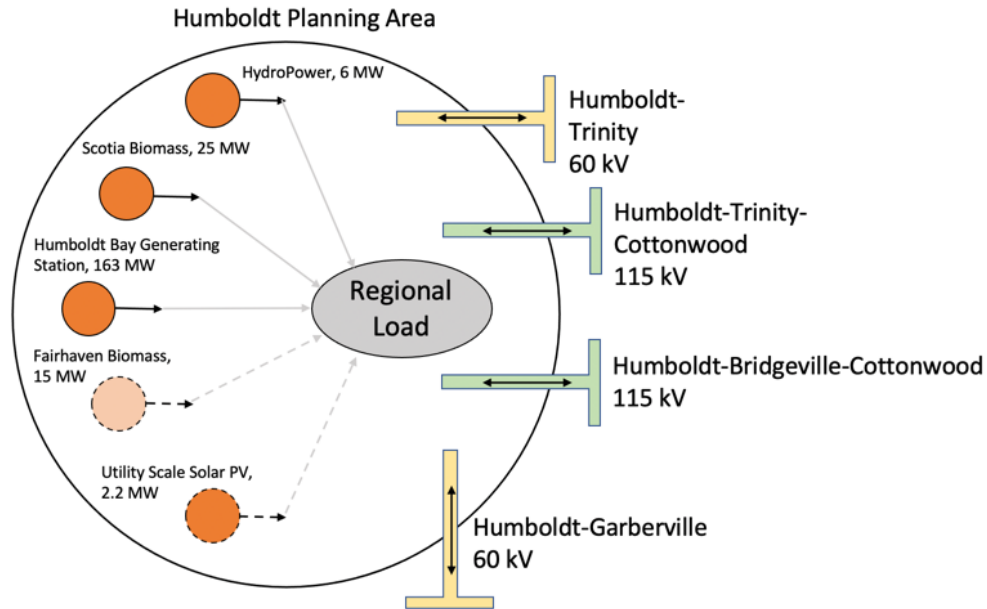 Humboldt Planning Area
HydroPower, 6 MW
Scotia Biomass, 25 MW
Humboldt Bay Generating
Station, 163 MW
Fairhaven Biomass,
15 MW
Utility Scale Solar PV,
2.2 MW
Regional
Load
Humboldt-
Trinity
60 kV
Humboldt-Trinity-
Cottonwood
115 kV
Humboldt-Bridgeville-Cottonwood
115 kV
Humboldt-Garberville
60 kV